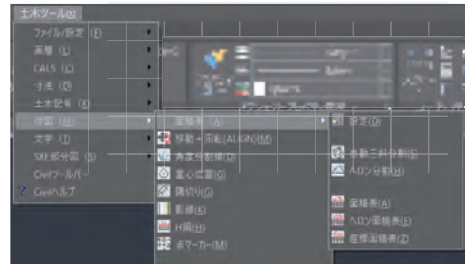 土木ツール(V)
ファイル/設定 (F)
画層 (L)
CALS (C)
寸法 (D)
土木記号 (K)
作図 (M)
文字 (T)
SXF部分図 (S)
Civilツールバー
Civilヘルプ
面積表 (A)
移動+回転(ALIGN)(M)
角度分割線(D)
重心位置(G)
隅切り(G)
影線(K)
H鋼(H)
点マーカー(M)
設定(D)
自動三斜分割(S)
ヘロン分割(H)
面積表(A)
ヘロン面積表(E)
座標面積表(Z)